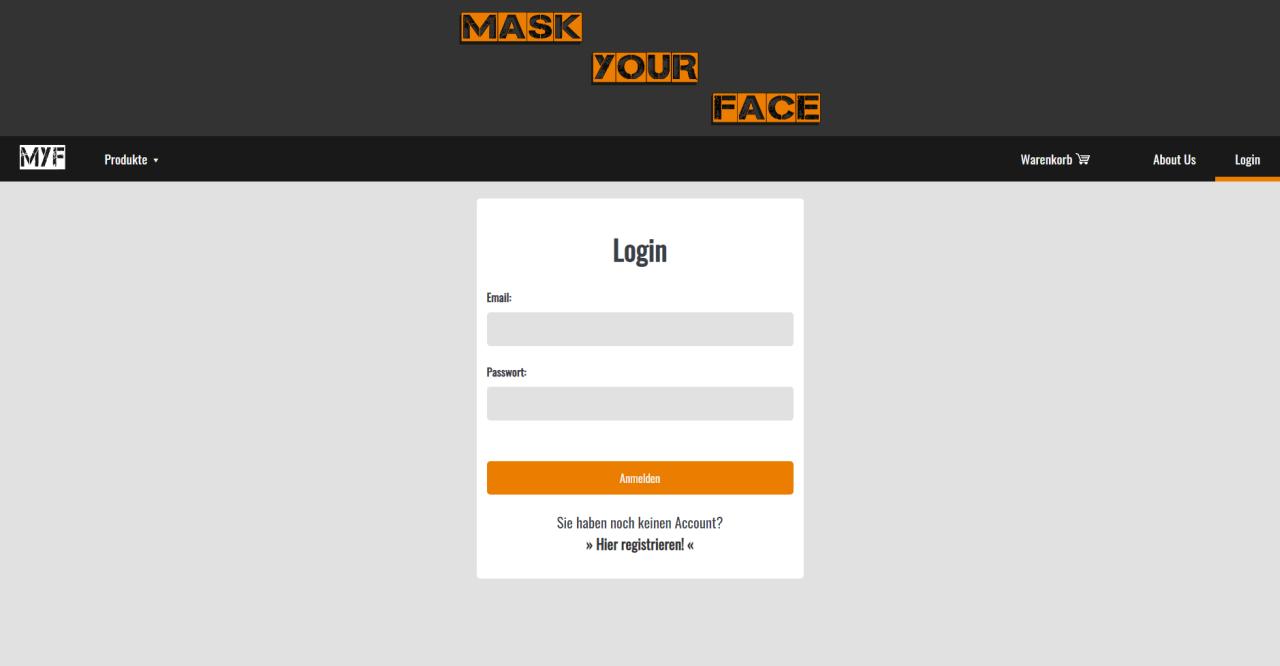 MASK
YOUR
FACE
MYF
Produkte
Warenkorb
About Us
Login
Login
Email:
Passwort:
Anmelden
Sie haben noch keinen Account?
» Hier registrieren! «